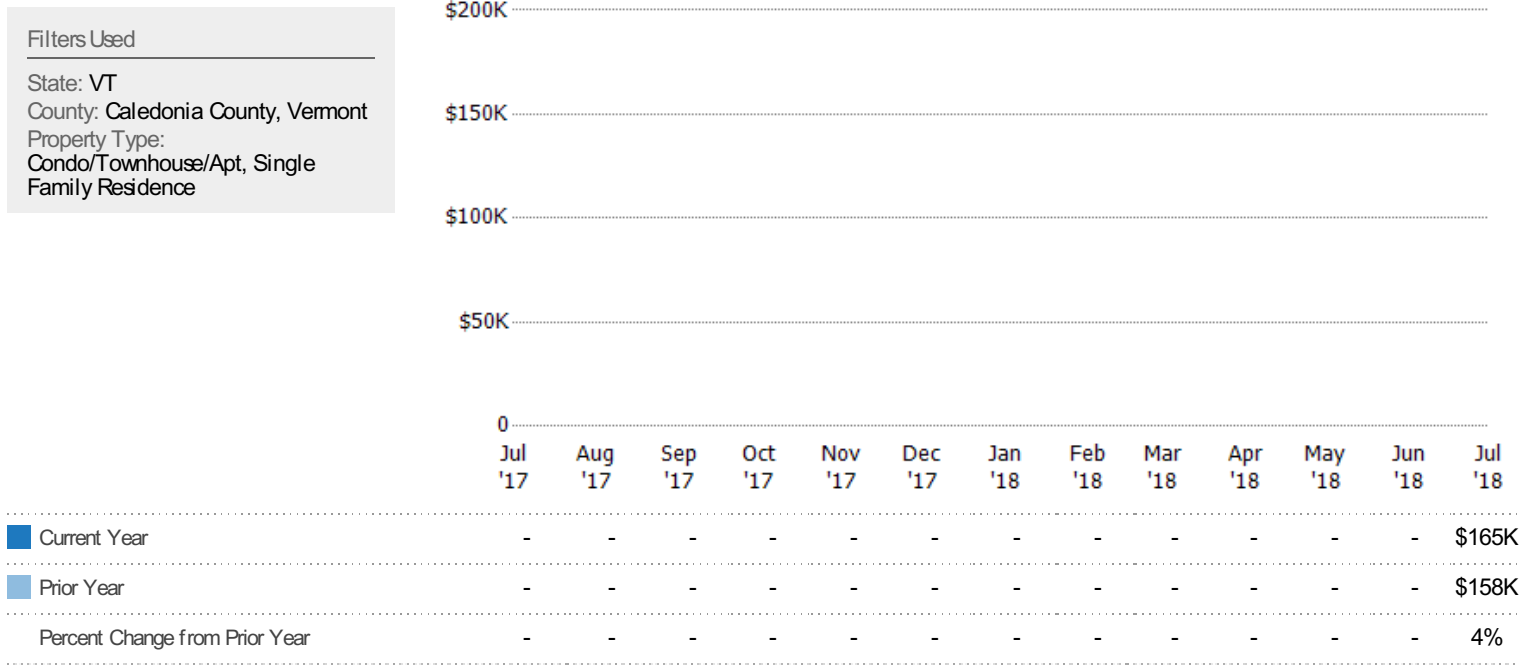 Filters Used
State: VT
County: Caledonia County, Vermont
Property Type:
Condo/Townhouse/Apt, Single
Family Residence
$200K
$150K
$100K
$50K
0
Jul Aug Sep Oct Nov Dec Jan Feb Mar Apr May Jun Jul
'17 '17 '17 '17 '17 '17 '18 '18 '18 '18 '18 '18 '18
Current Year - - - - - - - - - - - - $165K
Prior Year - - - - - - - - - - - - $158K
Percent Change from Prior Year - - - - - - - - - - - - 4%